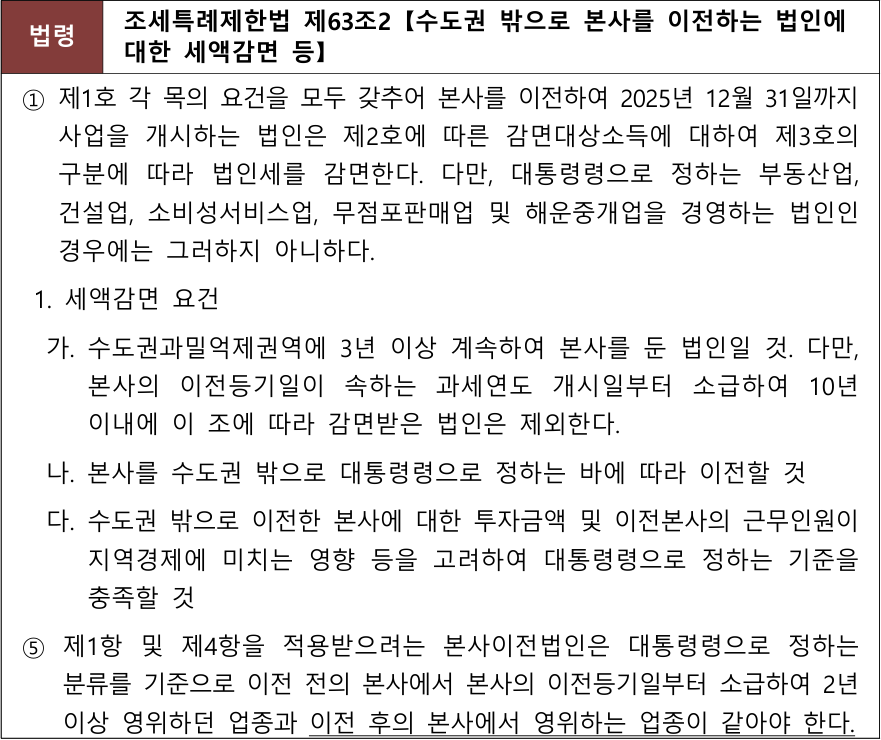 법령
조세특례제한법 제63조2【수도권 밖으로 본사를 이전하는 법인에
대한 세액감면 등】
① 제1호 각 목의 요건을 모두 갖추어 본사를 이전하여 2025년 12월 31일까지
사업을 개시하는 법인은 제2호에 따른 감면대상소득에 대하여 제3호의
구분에 따라 법인세를 감면한다. 다만, 대통령령으로 정하는 부동산업,
건설업, 소비성서비스업, 무점포판매업 및 해운중개업을 경영하는 법인인
경우에는 그러하지 아니하다.
1. 세액감면 요건
가. 수도권과밀억제권역에 3년 이상 계속하여 본사를 둔 법인일 것. 다만,
본사의 이전등기일이 속하는 과세연도 개시일부터 소급하여 10년
이내에 이 조에 따라 감면받은 법인은 제외한다.
나. 본사를 수도권 밖으로 대통령령으로 정하는 바에 따라 이전할 것
다. 수도권 밖으로 이전한 본사에 대한 투자금액 및 이전본사의 근무인원이
지역경제에 미치는 영향 등을 고려하여 대통령령으로 정하는 기준을
충족할 것
⑤ 제1항 및 제4항을 적용받으려는 본사이전법인은 대통령령으로 정하는
분류를 기준으로 이전 전의 본사에서 본사의 이전등기일부터 소급하여 2년
이상 영위하던 업종과 이전 후의 본사에서 영위하는 업종이 같아야 한다.